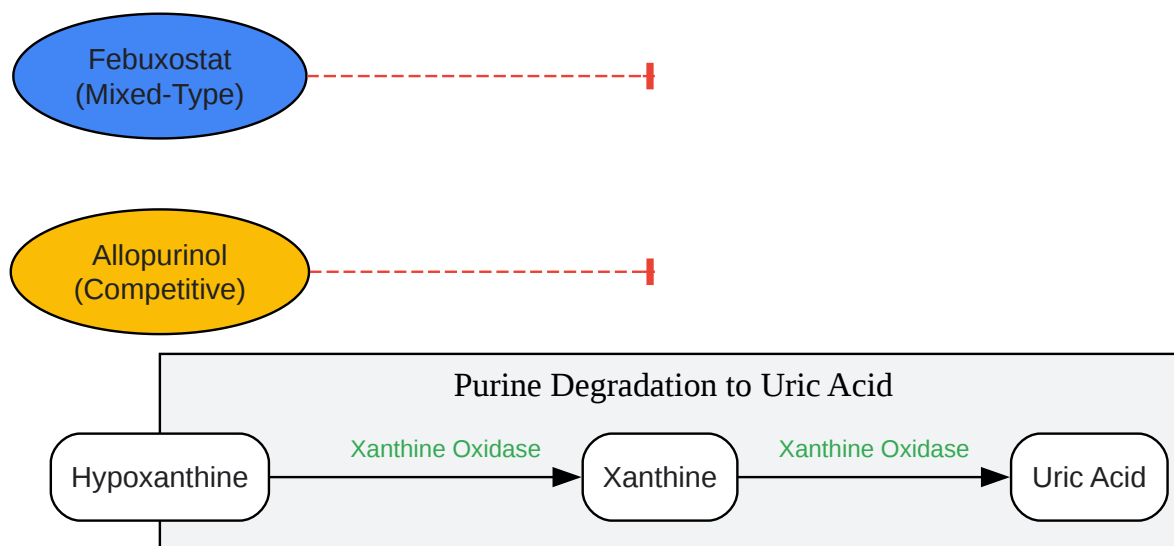 Febuxostat
(Mixed-Type)
Allopurinol
(Competitive)
Purine Degradation to Uric Acid
Xanthine Oxidase
Xanthine Oxidase
Hypoxanthine
Xanthine
Uric Acid